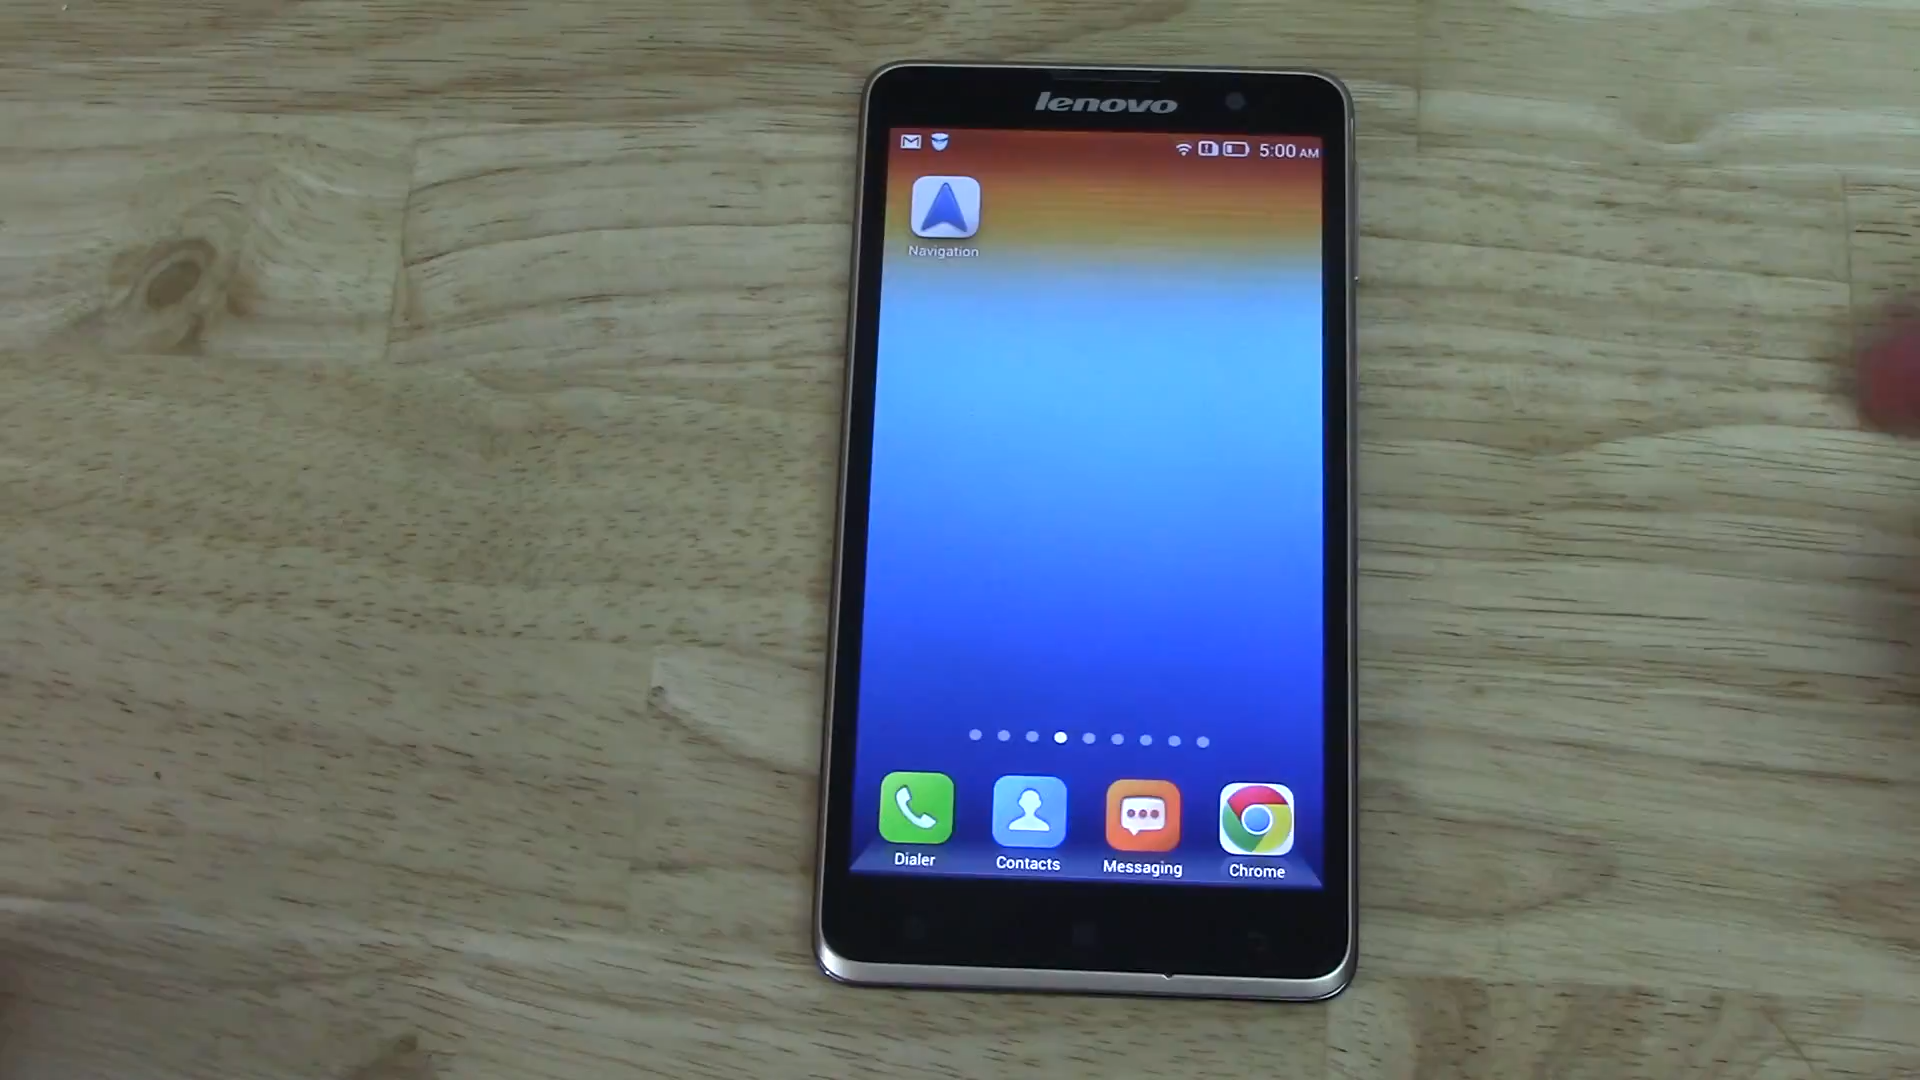 lenovo
5:00 AM
Navigation
Dialer
Contacts
Messaging
Chrome